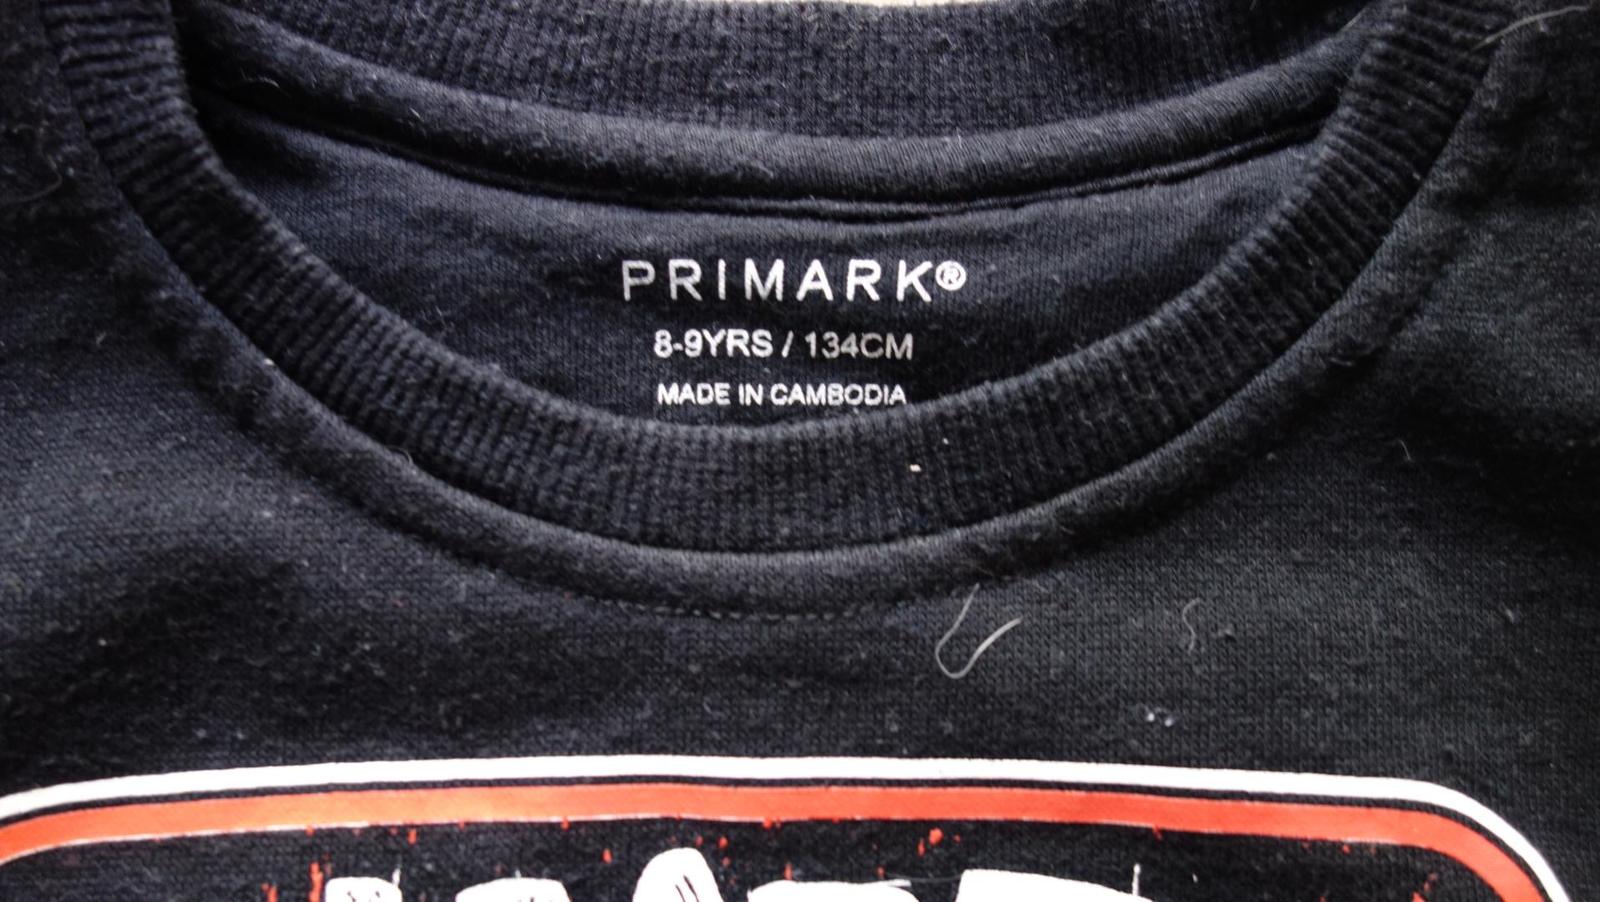 PRIMARK®
8-9YRS / 134CM
MADE IN CAMBODIA